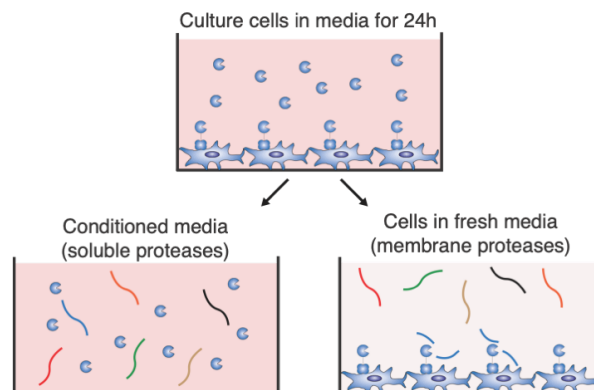 Culture cells in media for 24h
Conditioned media
(soluble proteases)
Cells in fresh media
(membrane proteases)